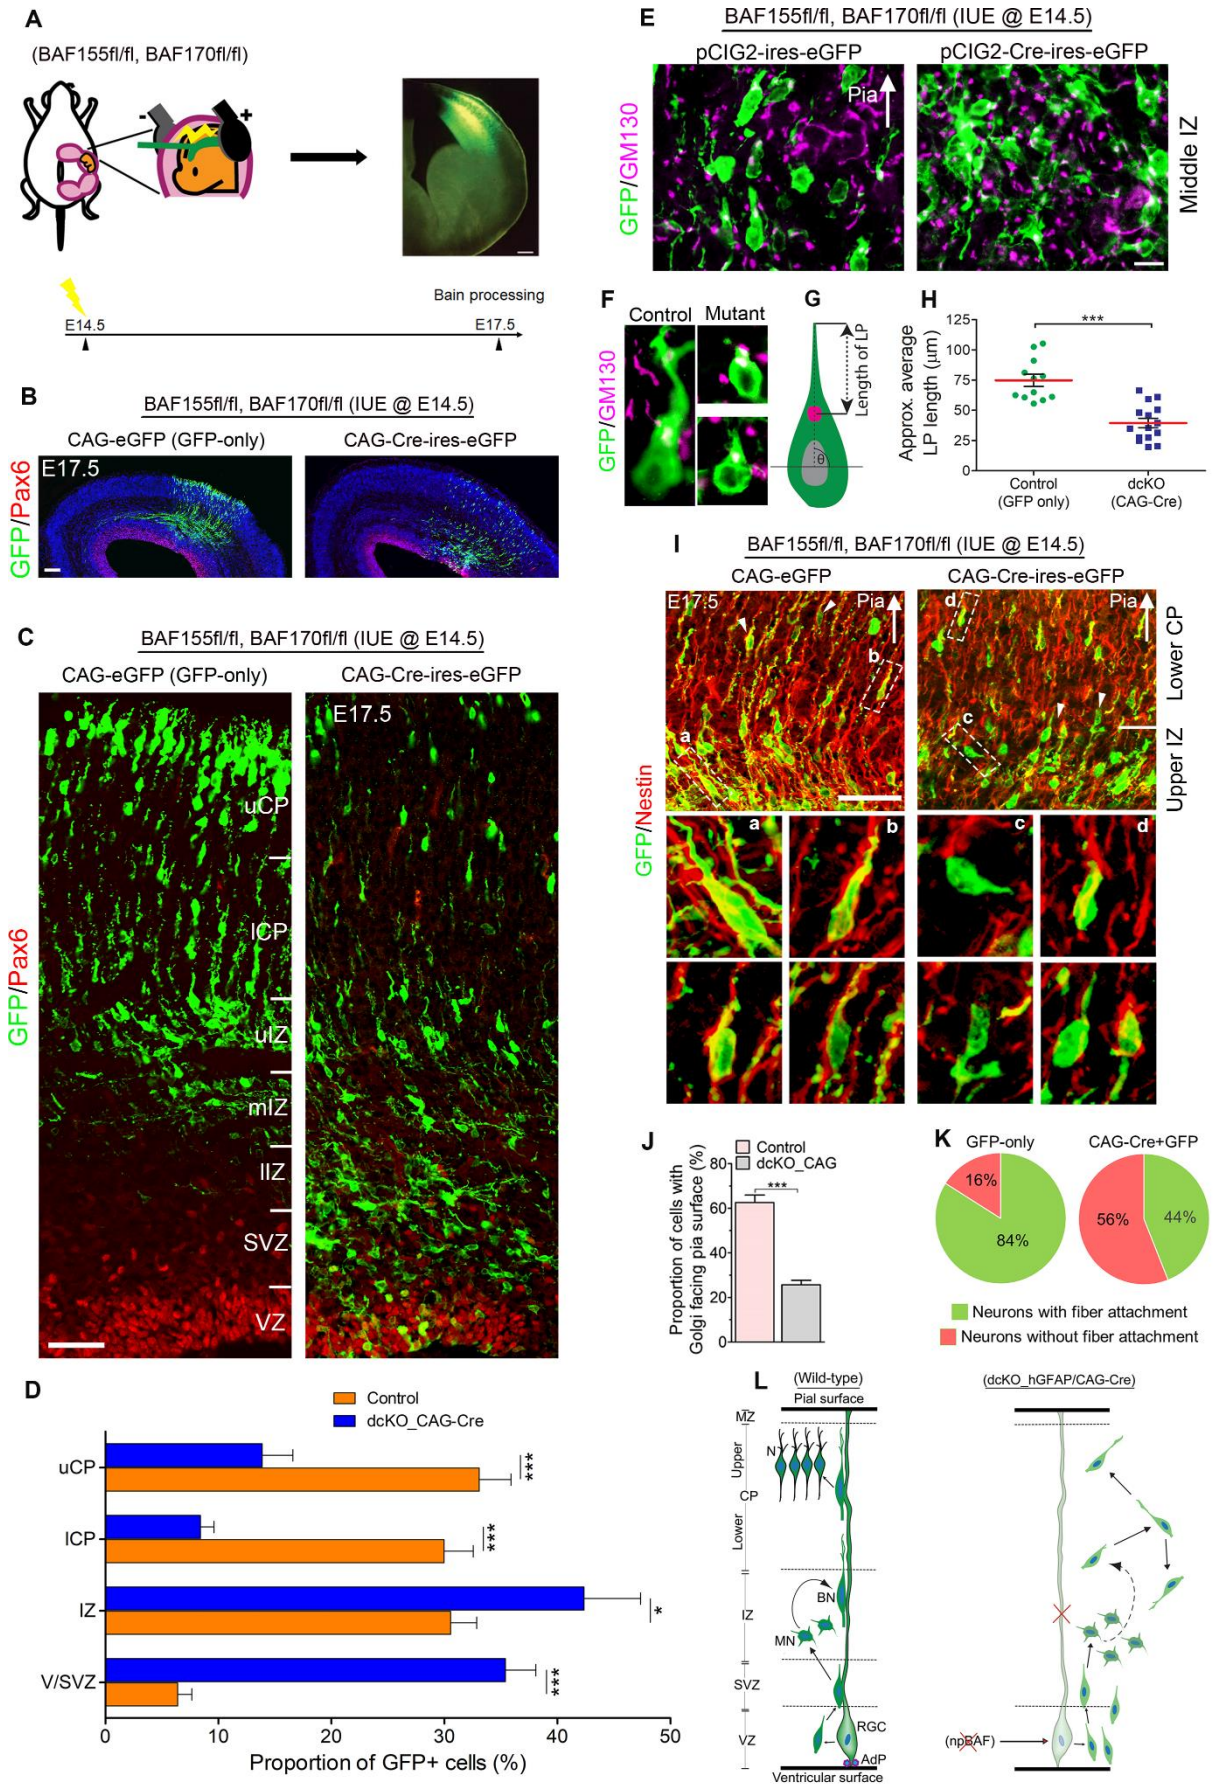 A
(BAF155fl/fl, BAF170fl/fl)
- +
Bain processing
E14.5 E17.5
B
BAF155fl/fl, BAF170fl/fl (IUE @ E14.5)
CAG-eGFP (GFP-only) CAG-Cre-ires-eGFP
E17.5
GFP/Pax6
C
BAF155fl/fl, BAF170fl/fl (IUE @ E14.5)
CAG-eGFP (GFP-only) CAG-Cre-ires-eGFP
E17.5
GFP/Pax6
uCP
lCP
uIZ
mIZ
lIZ
SVZ
VZ
D
Control
dcKO_CAG-Cre
uCP
lCP
IZ
V/SVZ
***
***
*
***
0 10 20 30 40 50
Proportion of GFP+ cells (%)
E
BAF155fl/fl, BAF170fl/fl (IUE @ E14.5)
pCIG2-ires-eGFP pCIG2-Cre-ires-eGFP
Pia
GFP/GM130
Middle IZ
F
Control Mutant
GFP/GM130
G
Length of LP
θ
H
Approx. average
LP length (µm)
125
100
75
50
25
0
***
Control
(GFP only)
dcKO
(CAG-Cre)
I
BAF155fl/fl, BAF170fl/fl (IUE @ E14.5)
CAG-eGFP CAG-Cre-ires-eGFP
E17.5 Pia d Pia
b
a
c
GFP/Nestin
Lower CP
Upper IZ
a b c d
J
Control
dcKO_CAG
Proportion of cells with
Golgi facing pia surface (%)
80
60
40
20
0
***
K
GFP-only CAG-Cre+GFP
16%
84%
56%
44%
Neurons with fiber attachment
Neurons without fiber attachment
L
(Wild-type)
Pial surface
(dcKO_hGFAP/CAG-Cre)
MZ
Upper
CP
Lower
IZ
SVZ
VZ
N
BN
MN
RGC
AdP
Ventricular surface
(npBAF)